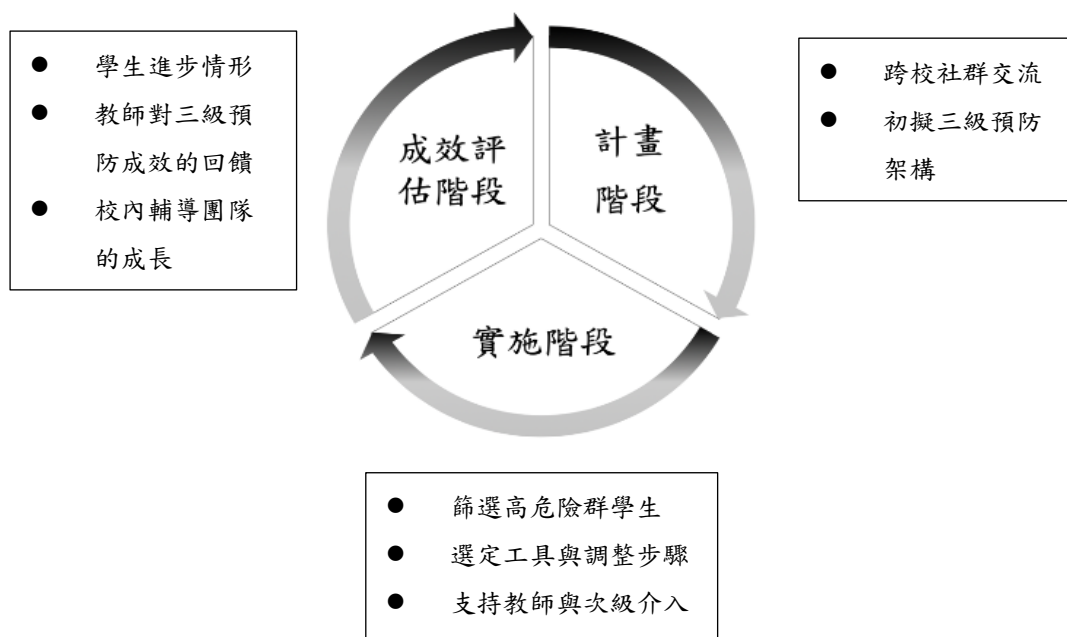 ● 學生進步情形
● 教師對三級預
防成效的回饋
● 校內輔導團隊
的成長
成效評
估階段
計畫
階段
● 跨校社群交流
● 初擬三級預防
架構
實施階段
● 篩選高危險群學生
● 選定工具與調整步驟
● 支持教師與次級介入